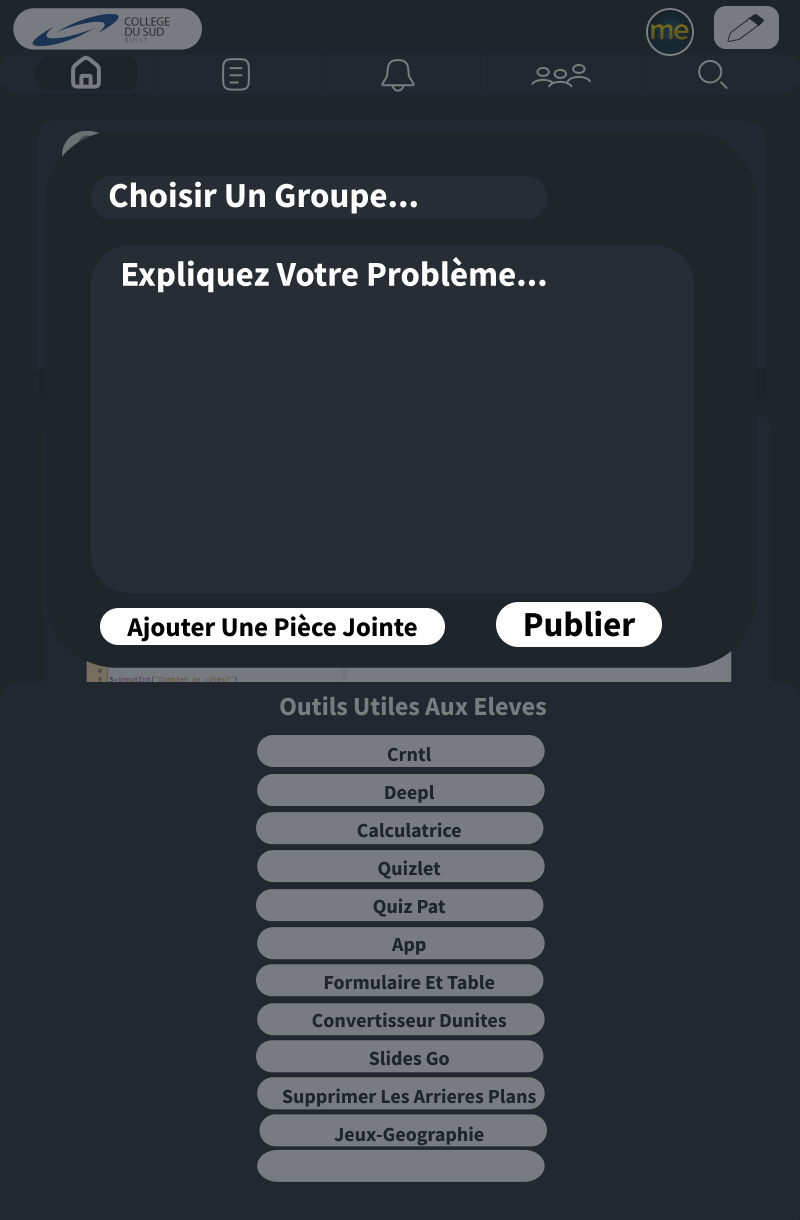 COLLEGE
DU SUD
BULLE
me
Choisir Un Groupe...
Expliquez Votre Problème...
Ajouter Une Pièce Jointe
Publier
4
5 S=inputInt("Combien de côtés?")
Outils Utiles Aux Eleves
Crntl
Deepl
Calculatrice
Quizlet
Quiz Pat
App
Formulaire Et Table
Convertisseur Dunites
Slides Go
Supprimer Les Arrieres Plans
Jeux-Geographie